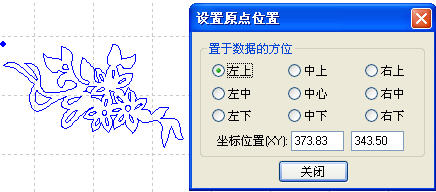 设置原点位置
置于数据的方位
左上 中上 右上
左中 中心 右中
左下 中下 右下
坐标位置(XY): 373.83 343.50
关闭